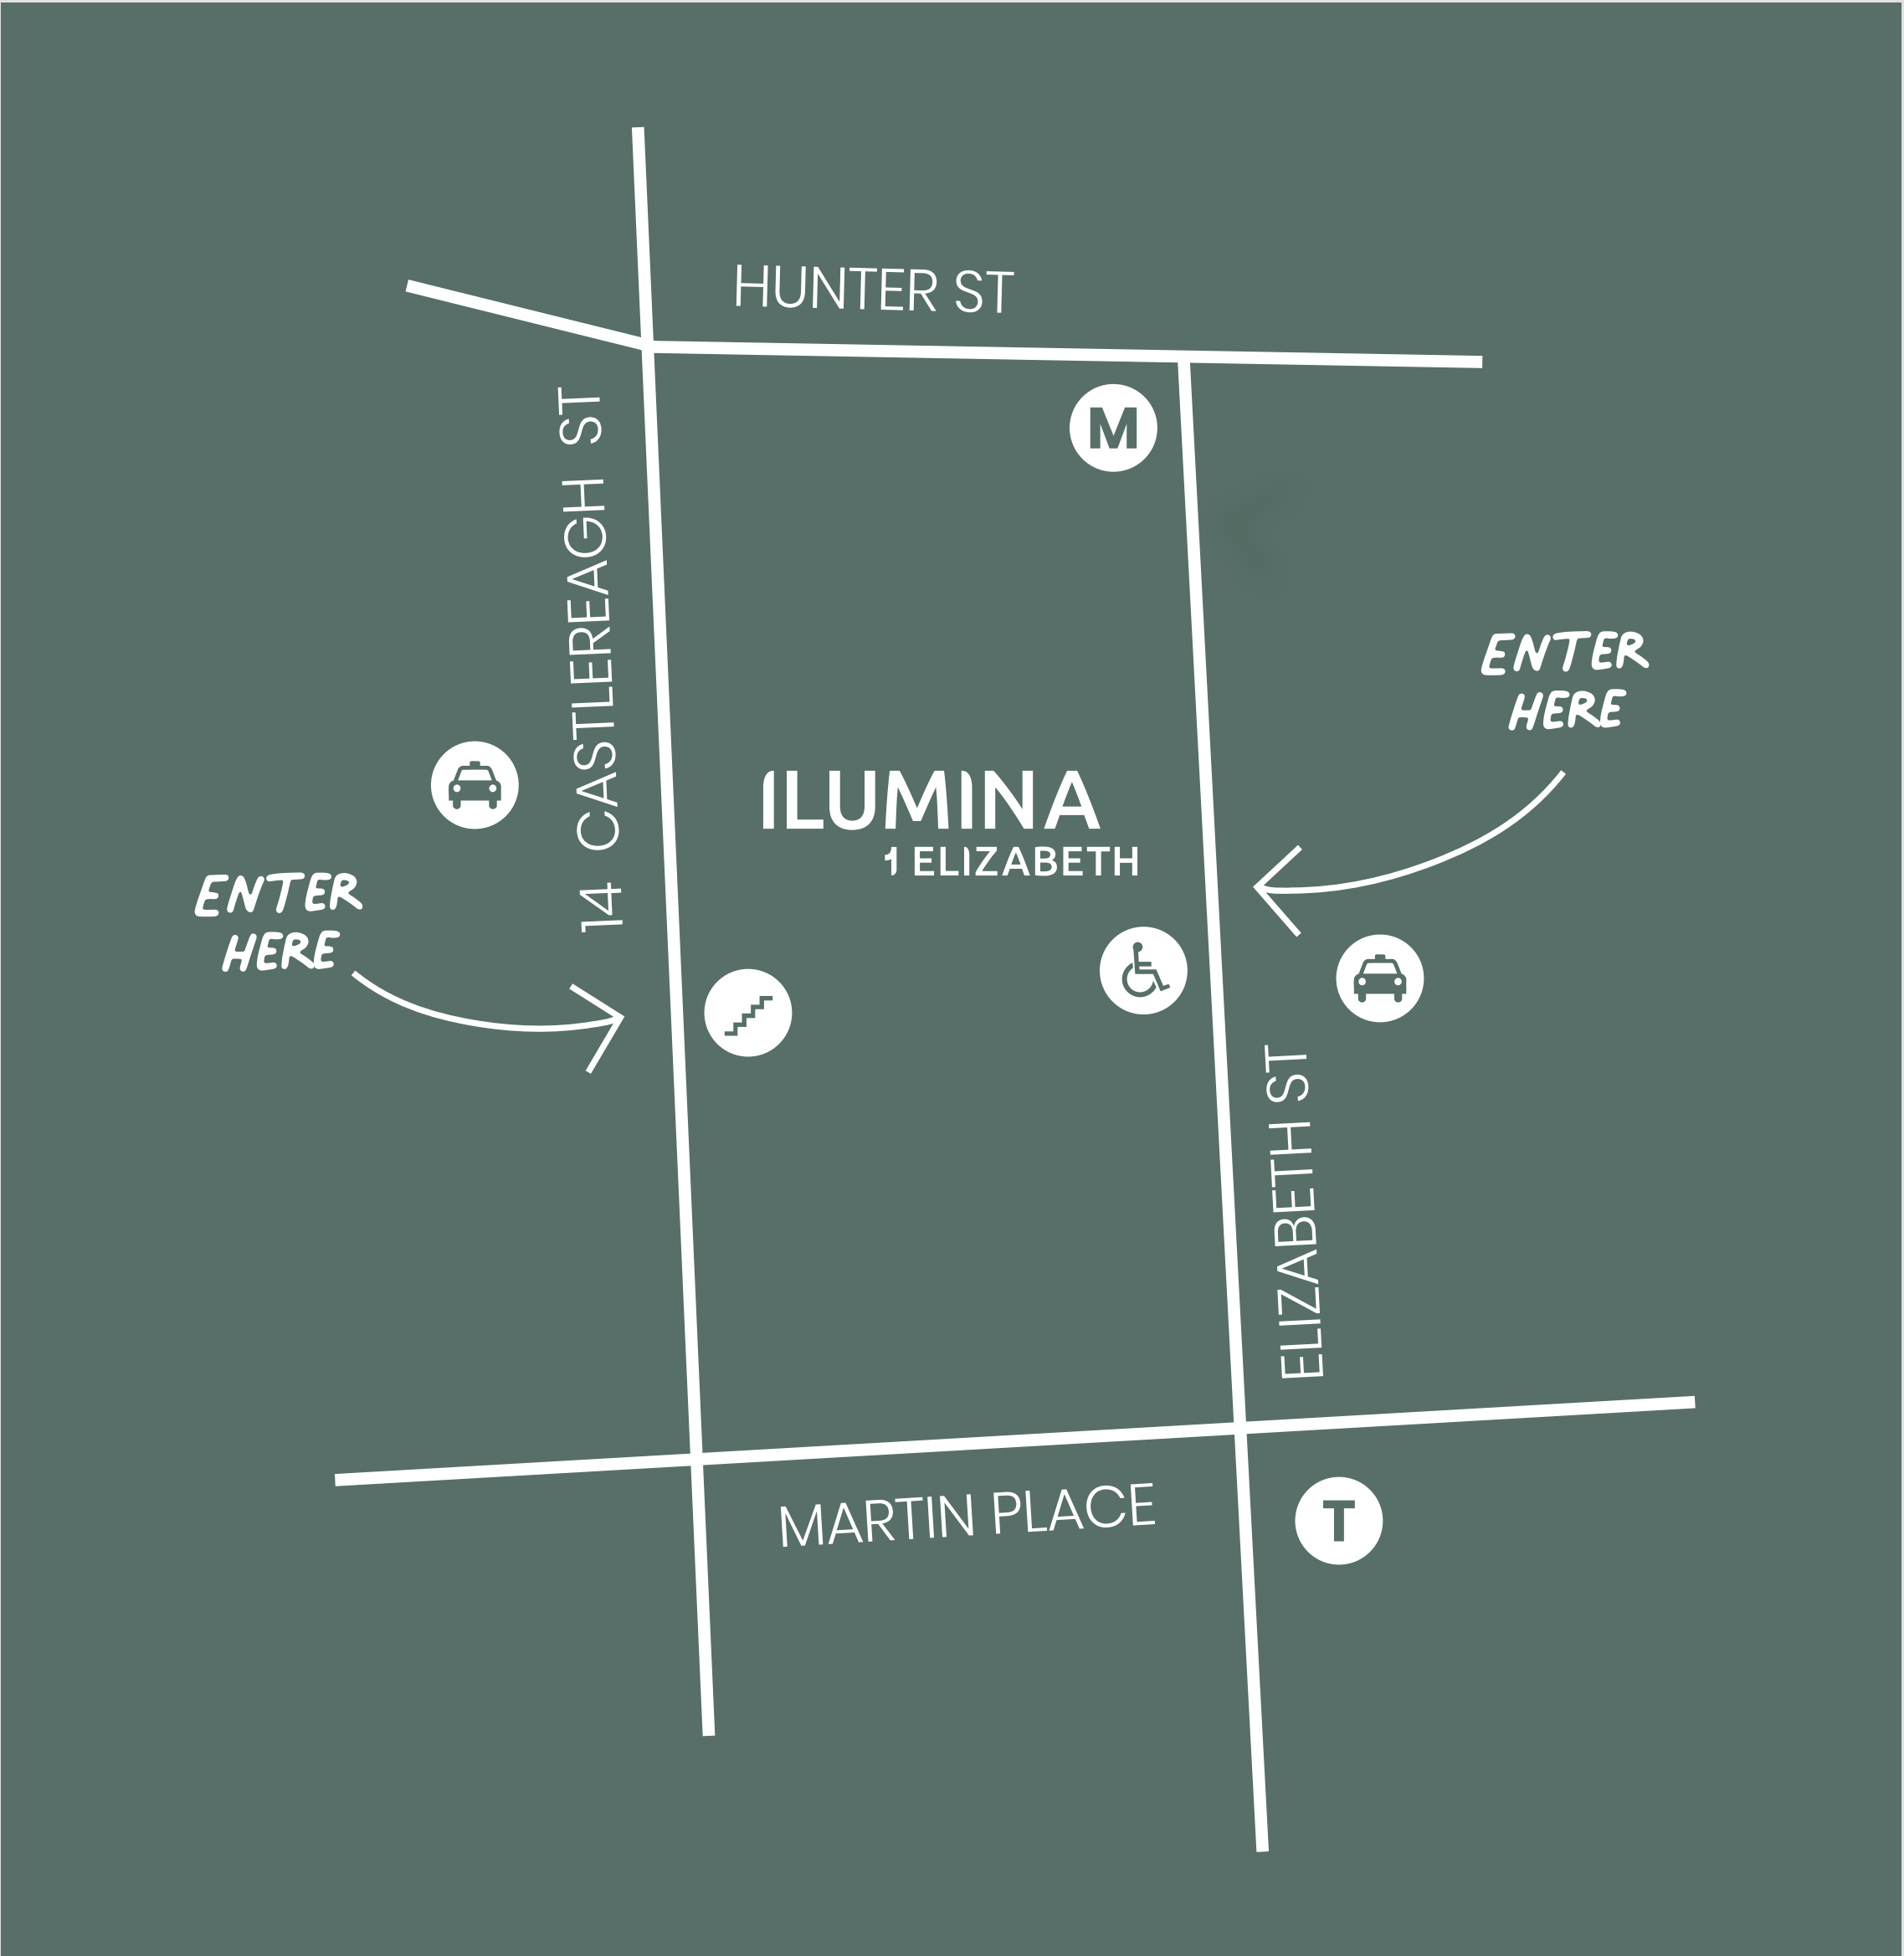 HUNTER ST
14 CASTLEREAGH ST
M
ENTER
HERE
ILUMINA
1 ELIZABETH
ENTER
HERE
ELIZABETH ST
MARTIN PLACE
T